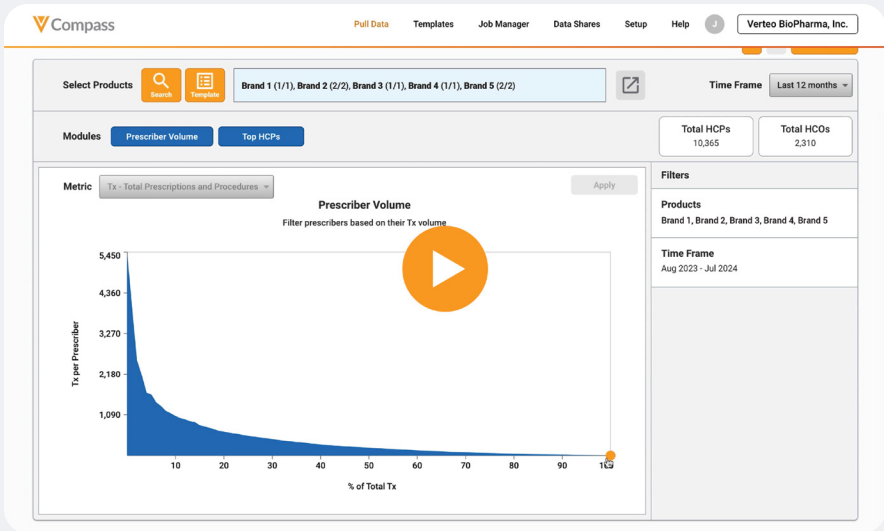 Compass
Pull Data Templates Job Manager Data Shares Setup Help J Verteo BioPharma, Inc.
Select Products Search Template Brand 1 (1/1), Brand 2 (2/2), Brand 3 (1/1), Brand 4 (1/1), Brand 5 (2/2) Time Frame Last 12 months
Modules Prescriber Volume Top HCPs
Total HCPs Total HCOs
10,365 2,310
Metric Tx - Total Prescriptions and Procedures Apply
Prescriber Volume
Filter prescribers based on their Tx volume
5,450
4,360
3,270
2,180
1,090
Tx per Prescriber
10 20 30 40 50 60 70 80 90
% of Total Tx
Filters
Products
Brand 1, Brand 2, Brand 3, Brand 4, Brand 5
Time Frame
Aug 2023 - Jul 2024